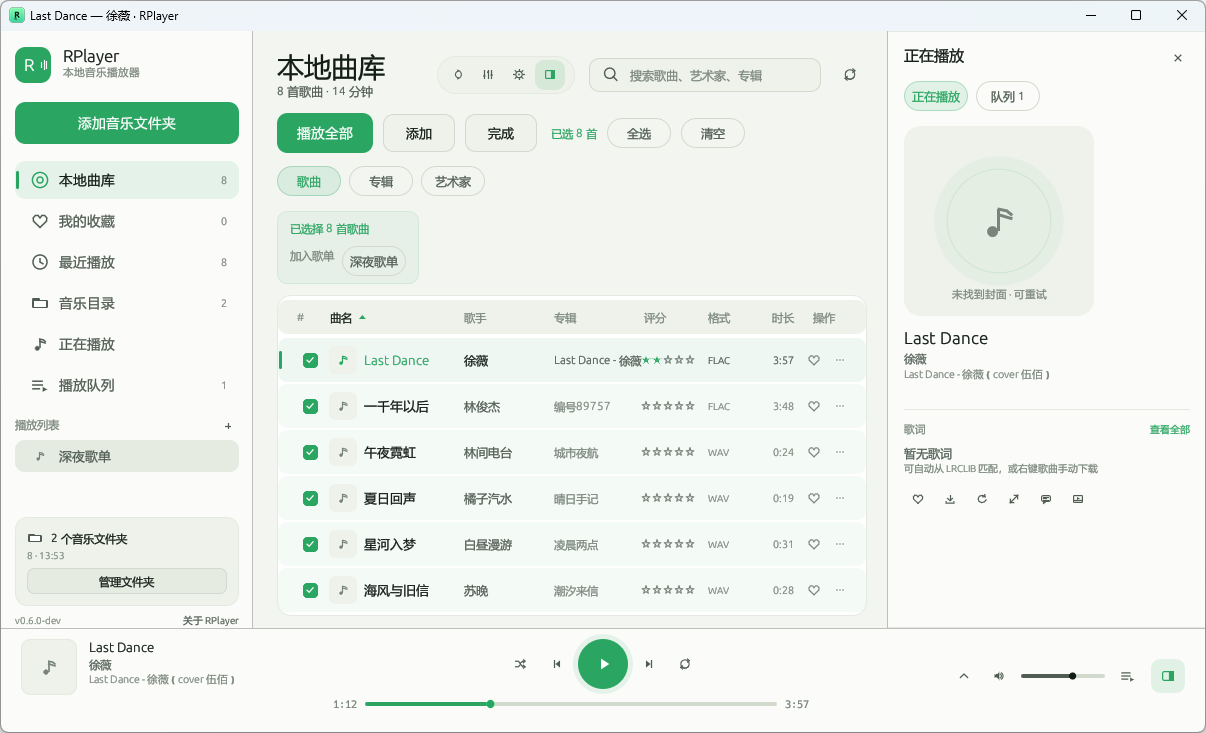 R Last Dance — 徐薇 · RPlayer
R RPlayer
本地音乐播放器
添加音乐文件夹
本地曲库 8
我的收藏 0
最近播放 8
音乐目录 2
正在播放
播放队列 1
播放列表 +
深夜歌单
2 个音乐文件夹
8 · 13:53
管理文件夹
v0.6.0-dev 关于 RPlayer
本地曲库
8 首歌曲 · 14 分钟
搜索歌曲、艺术家、专辑
播放全部 添加 完成 已选 8 首 全选 清空
歌曲 专辑 艺术家
已选择 8 首歌曲
加入歌单 深夜歌单
# 曲名 歌手 专辑 评分 格式 时长 操作
Last Dance 徐薇 Last Dance - 徐薇 ★★☆☆☆ FLAC 3:57 ···
一千年以后 林俊杰 编号89757 ☆☆☆☆☆ FLAC 3:48 ···
午夜霓虹 林间电台 城市夜航 ☆☆☆☆☆ WAV 0:24 ···
夏日回声 橘子汽水 晴日手记 ☆☆☆☆☆ WAV 0:19 ···
星河入梦 白昼漫游 凌晨两点 ☆☆☆☆☆ WAV 0:31 ···
海风与旧信 苏晚 潮汐来信 ☆☆☆☆☆ WAV 0:28 ···
正在播放
正在播放 队列 1
未找到封面 · 可重试
Last Dance
徐薇
Last Dance - 徐薇 ( cover 伍佰 )
歌词 查看全部
暂无歌词
可自动从 LRCLIB 匹配，或右键歌曲手动下载
Last Dance
徐薇
Last Dance - 徐薇 ( cover 伍佰 )
1:12 3:57